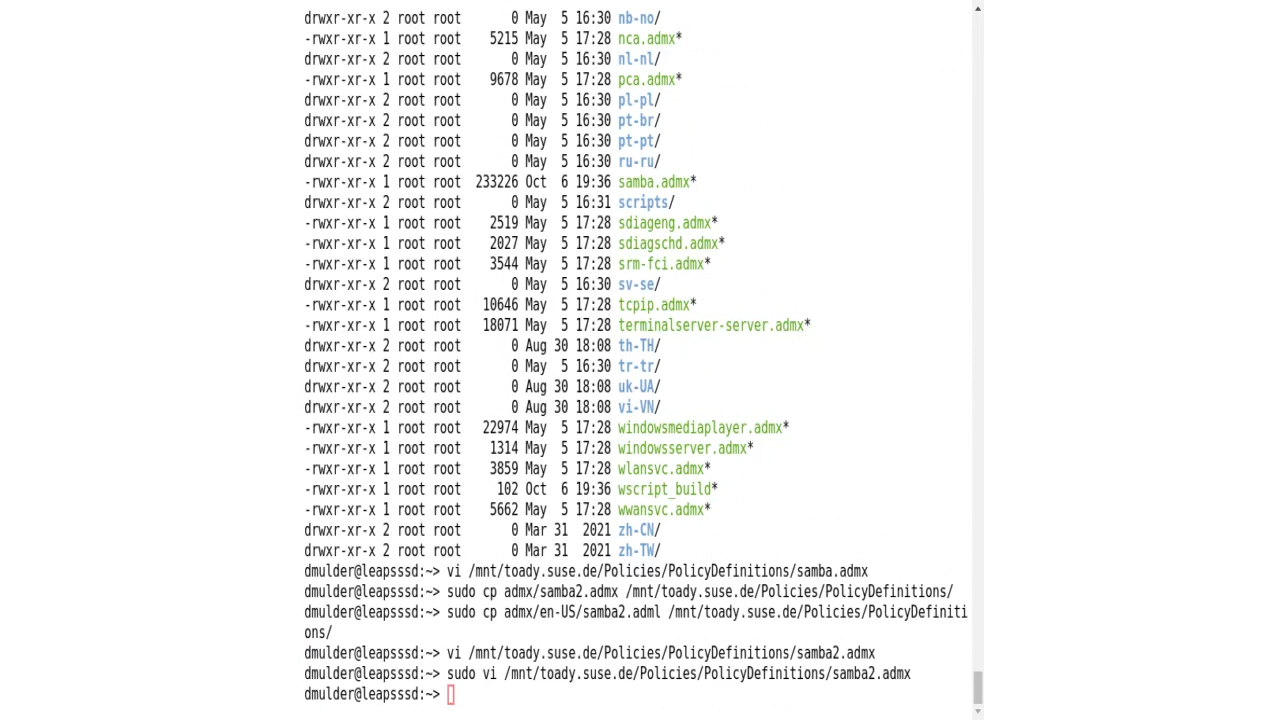 drwxr-xr-x 2 root root       0 May  5 16:30 nb-no/
-rwxr-xr-x 1 root root    5215 May  5 17:28 nca.admx*
drwxr-xr-x 2 root root       0 May  5 16:30 nl-nl/
-rwxr-xr-x 1 root root    9678 May  5 17:28 pca.admx*
drwxr-xr-x 2 root root       0 May  5 16:30 pl-pl/
drwxr-xr-x 2 root root       0 May  5 16:30 pt-br/
drwxr-xr-x 2 root root       0 May  5 16:30 pt-pt/
drwxr-xr-x 2 root root       0 May  5 16:30 ru-ru/
-rwxr-xr-x 1 root root  233226 Oct  6 19:36 samba.admx*
drwxr-xr-x 2 root root       0 May  5 16:31 scripts/
-rwxr-xr-x 1 root root    2519 May  5 17:28 sdiageng.admx*
-rwxr-xr-x 1 root root    2027 May  5 17:28 sdiagschd.admx*
-rwxr-xr-x 1 root root    3544 May  5 17:28 srm-fci.admx*
drwxr-xr-x 2 root root       0 May  5 16:30 sv-se/
-rwxr-xr-x 1 root root   10646 May  5 17:28 tcpip.admx*
-rwxr-xr-x 1 root root   18071 May  5 17:28 terminalserver-server.admx*
drwxr-xr-x 2 root root       0 Aug 30 18:08 th-TH/
drwxr-xr-x 2 root root       0 May  5 16:30 tr-tr/
drwxr-xr-x 2 root root       0 Aug 30 18:08 uk-UA/
drwxr-xr-x 2 root root       0 Aug 30 18:08 vi-VN/
-rwxr-xr-x 1 root root   22974 May  5 17:28 windowsmediaplayer.admx*
-rwxr-xr-x 1 root root    1314 May  5 17:28 windowsserver.admx*
-rwxr-xr-x 1 root root    3859 May  5 17:28 wlansvc.admx*
-rwxr-xr-x 1 root root     102 Oct  6 19:36 wscript_build*
-rwxr-xr-x 1 root root    5662 May  5 17:28 wwansvc.admx*
drwxr-xr-x 2 root root       0 Mar 31  2021 zh-CN/
drwxr-xr-x 2 root root       0 Mar 31  2021 zh-TW/
dmulder@leapsssd:~> vi /mnt/toady.suse.de/Policies/PolicyDefinitions/samba.admx
dmulder@leapsssd:~> sudo cp admx/samba2.admx /mnt/toady.suse.de/Policies/PolicyDefinitions/
dmulder@leapsssd:~> sudo cp admx/en-US/samba2.adml /mnt/toady.suse.de/Policies/PolicyDefiniti
ons/
dmulder@leapsssd:~> vi /mnt/toady.suse.de/Policies/PolicyDefinitions/samba2.admx
dmulder@leapsssd:~> sudo vi /mnt/toady.suse.de/Policies/PolicyDefinitions/samba2.admx
dmulder@leapsssd:~>